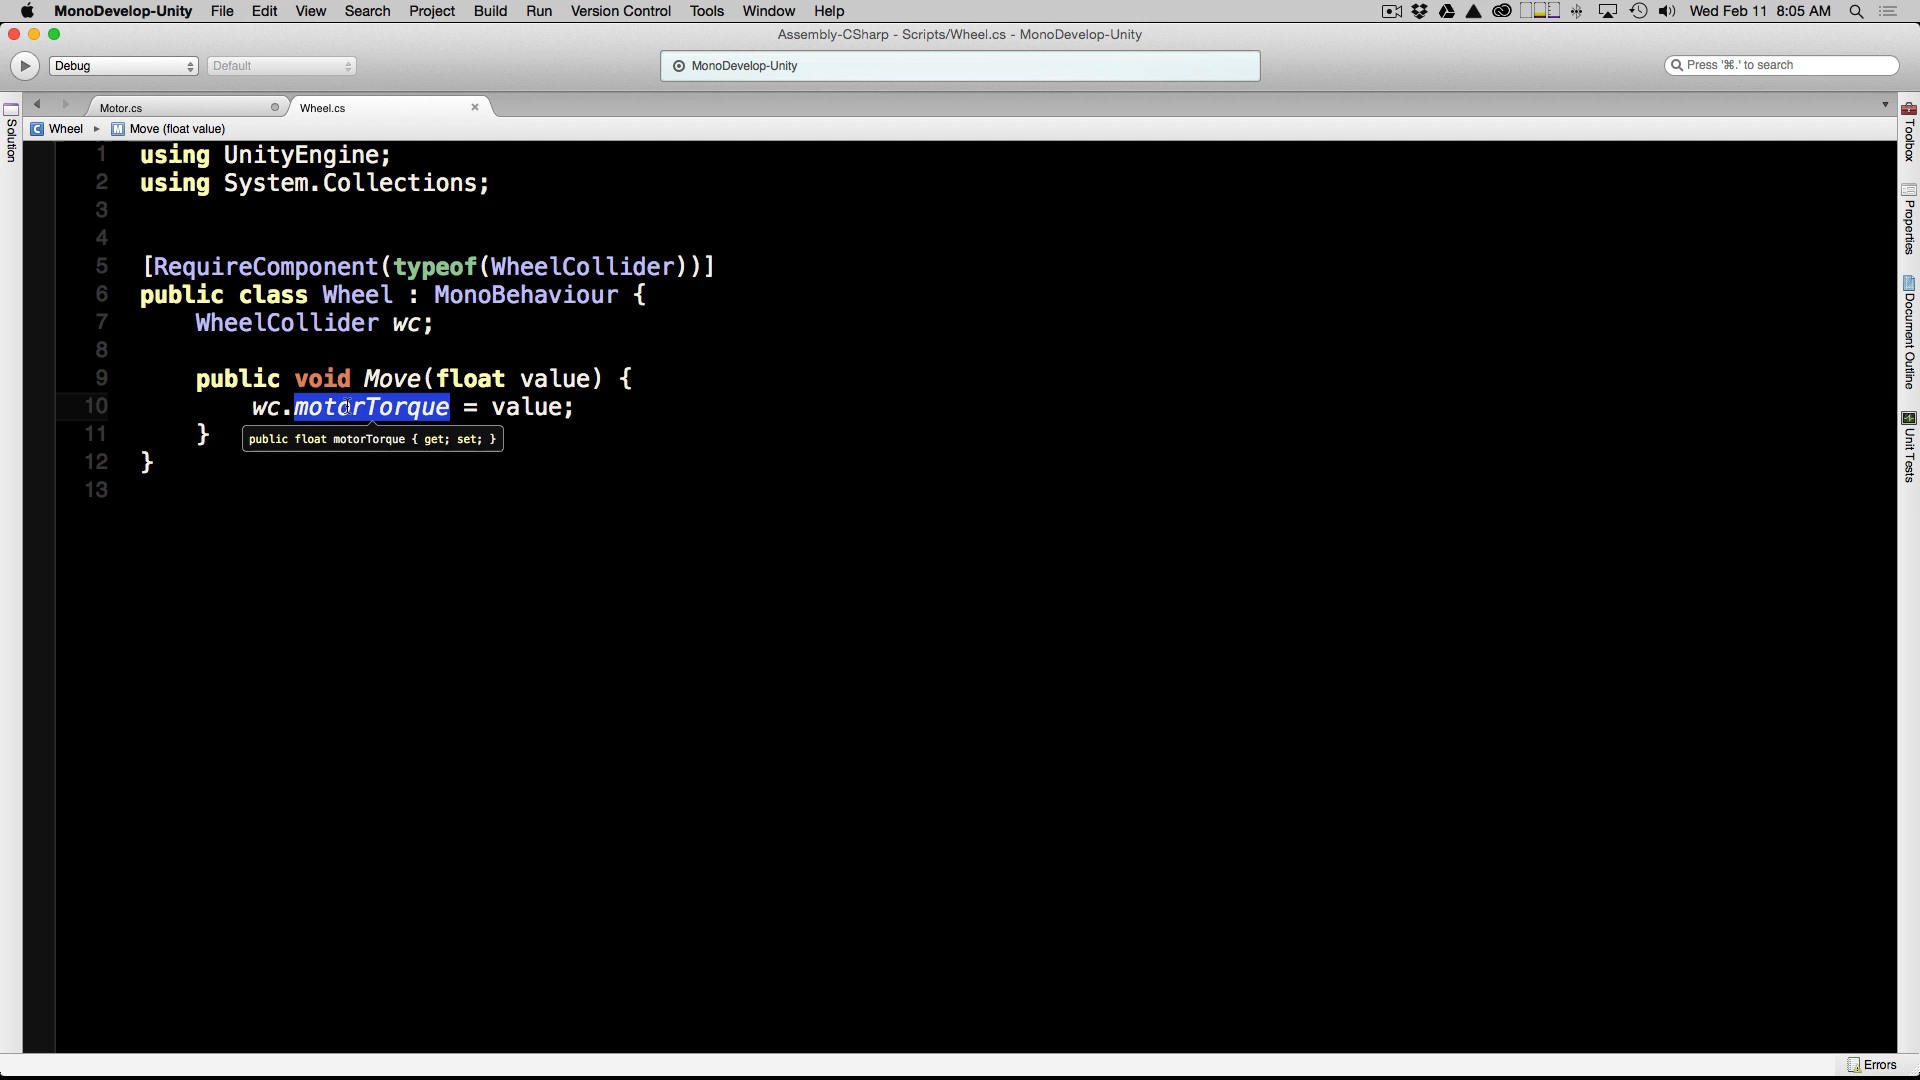 MonoDevelop-Unity File Edit View Search Project Build Run Version Control Tools Window Help Wed Feb 11 8:05 AM
Assembly-CSharp - Scripts/Wheel.cs - MonoDevelop-Unity
Debug Default MonoDevelop-Unity Press '⌘.' to search
Motor.cs Wheel.cs
Wheel Move (float value)
Solution
Toolbox
Properties
Document Outline
Unit Tests
1 using UnityEngine;
2 using System.Collections;
3
4
5 [RequireComponent(typeof(WheelCollider))]
6 public class Wheel : MonoBehaviour {
7 WheelCollider wc;
8
9 public void Move(float value) {
10 wc.motorTorque = value;
11 }
public float motorTorque { get; set; }
12 }
13
Errors